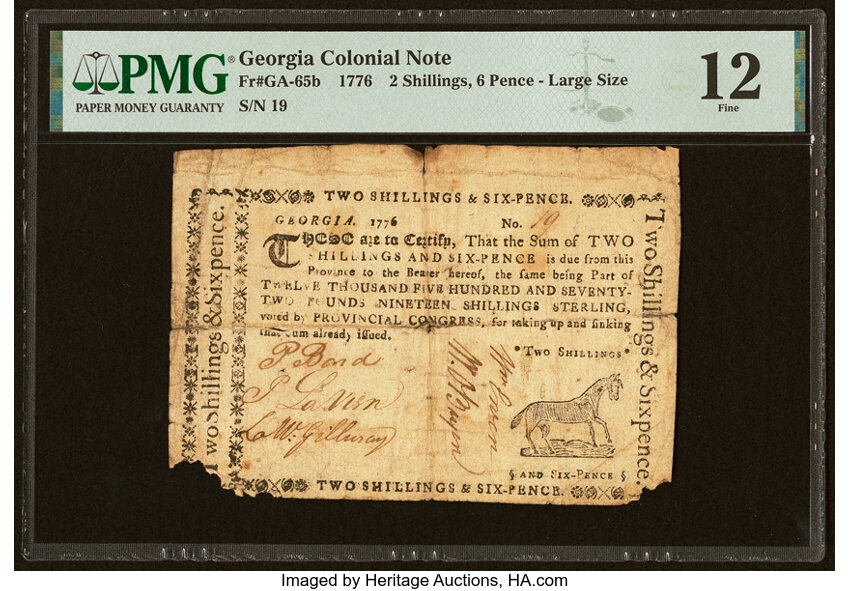 PMG® Georgia Colonial Note
Fr#GA-65b 1776 2 Shillings, 6 Pence - Large Size
PAPER MONEY GUARANTY S/N 19
12
Fine
TWO SHILLINGS & SIX-PENCE.
GEORGIA. 1776 No. 19
THESE are to Certify, That the Sum of TWO
SHILLINGS AND SIX-PENCE is due from this
Province to the Bearer hereof, the same being Part of
TWELVE THOUSAND FIVE HUNDRED AND SEVENTY-
TWO POUNDS NINETEEN SHILLINGS STERLING,
voted by PROVINCIAL CONGRESS, for taking up and sinking
that Sum already issued.
Two Shillings & Sixpence.
Two Shillings & Sixpence.
*TWO SHILLINGS*
P Bond
Wm
§ AND SIX-PENCE §
TWO SHILLINGS & SIX-PENCE.
Imaged by Heritage Auctions, HA.com